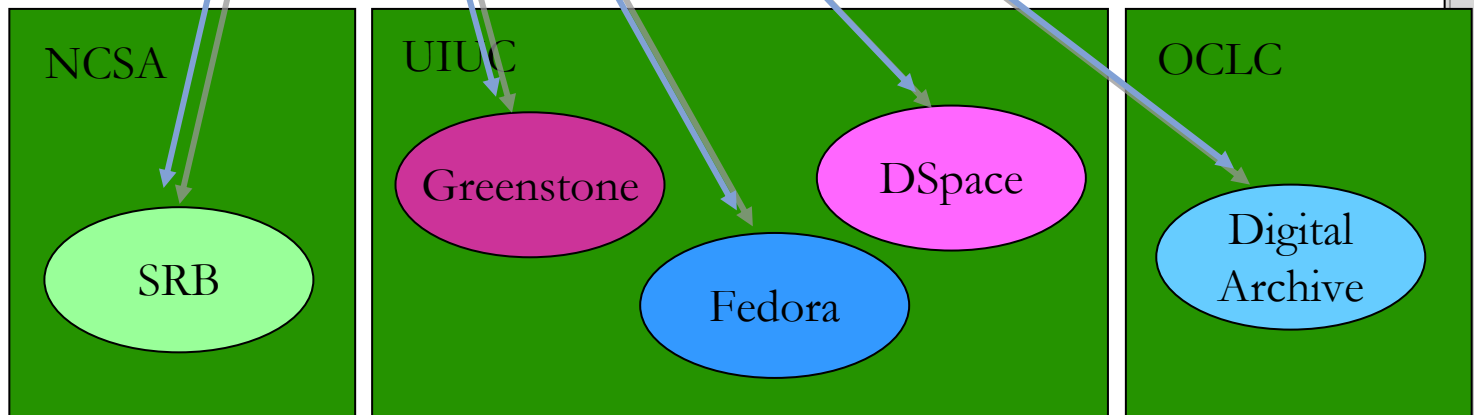 NCSA
SRB
UIUC
Greenstone
DSpace
Fedora
OCLC
Digital
Archive